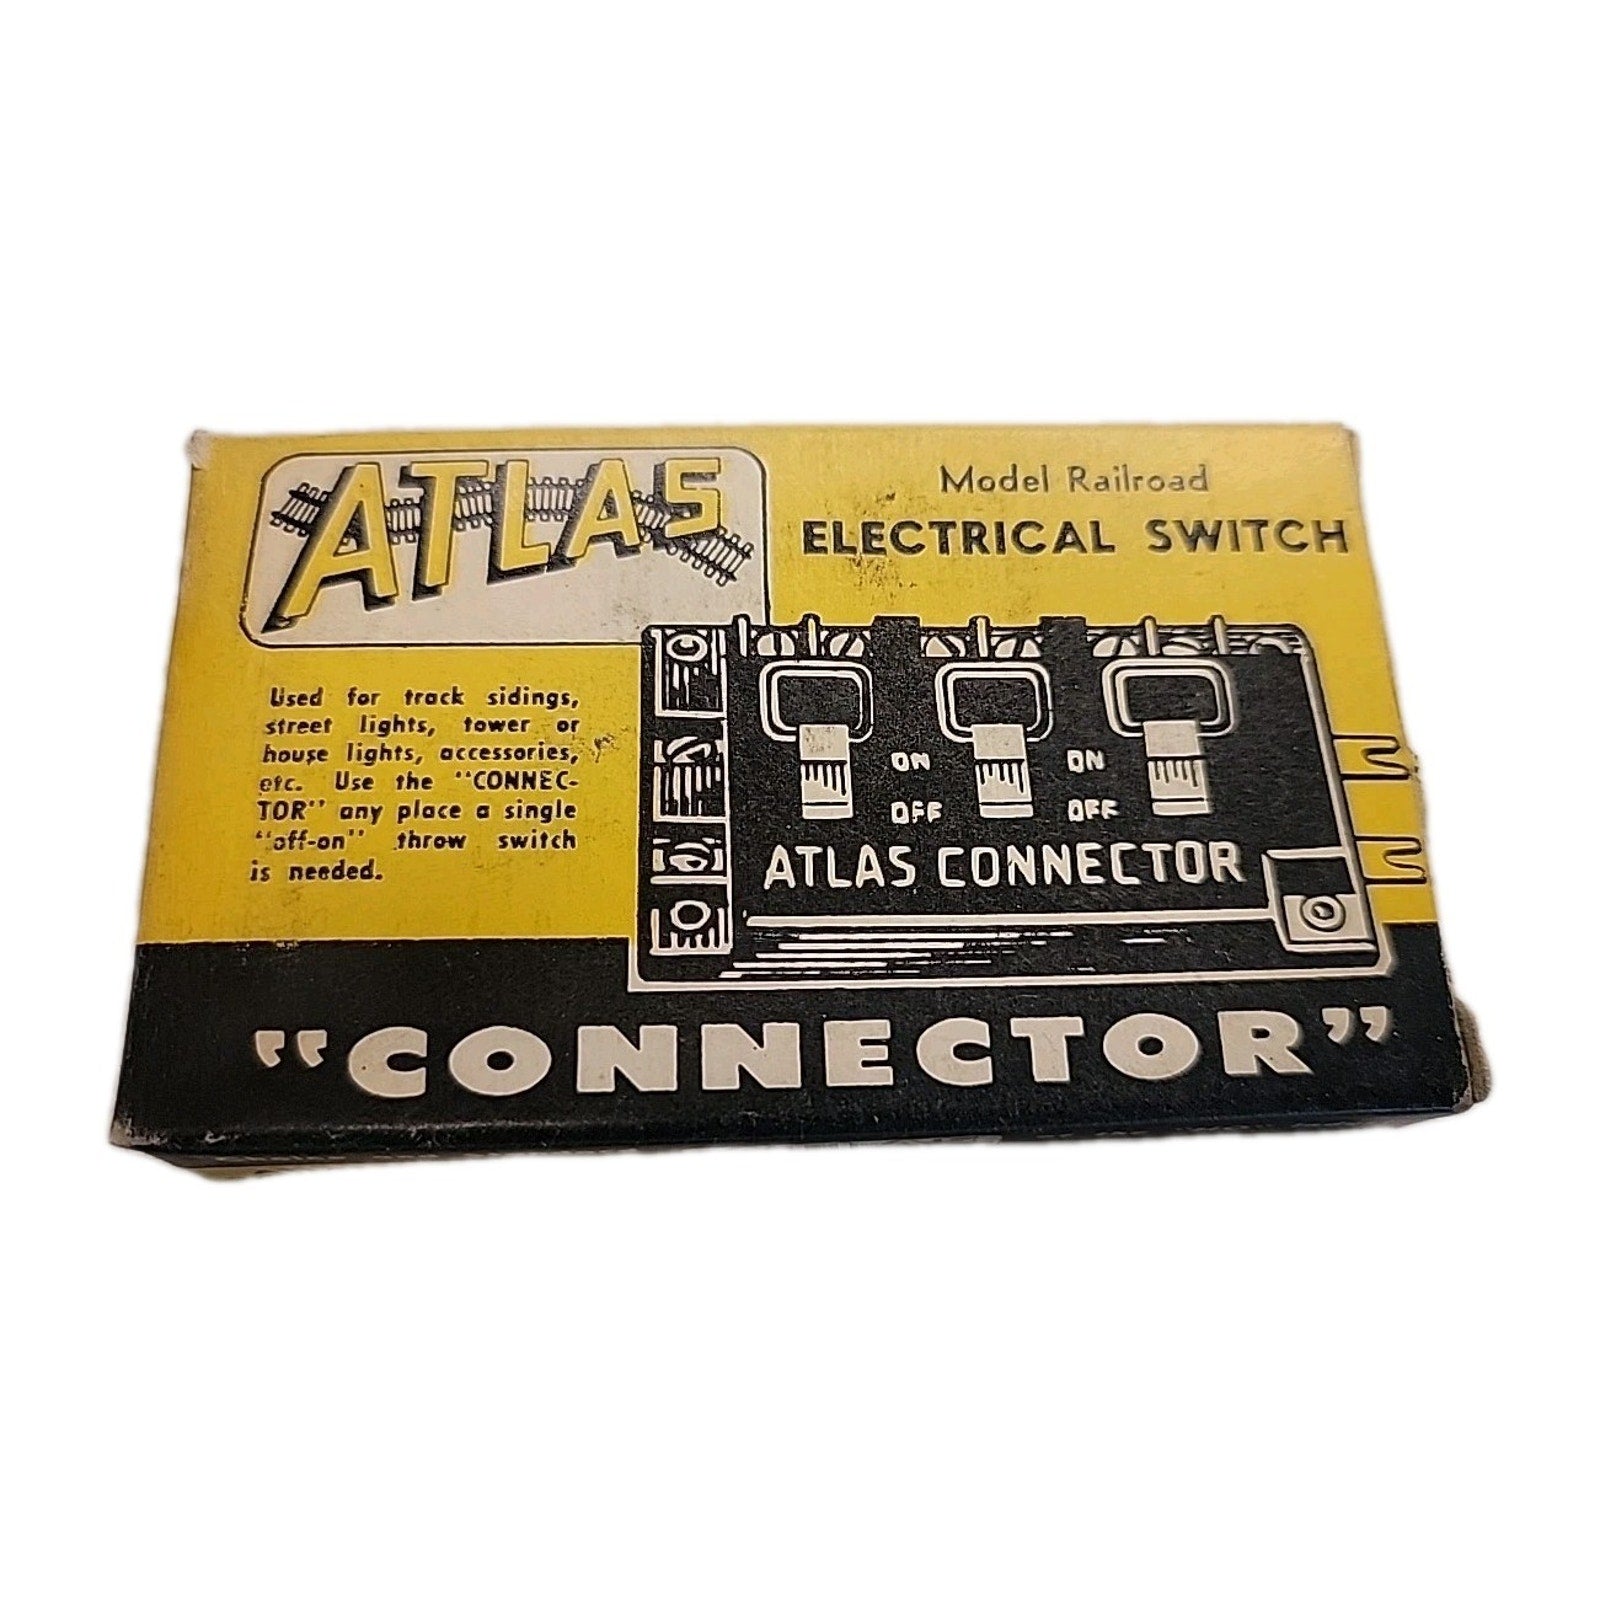 ATLAS
Model Railroad
ELECTRICAL SWITCH
Used for track sidings,
street lights, tower or
house lights, accessories,
etc. Use the "CONNEC-
TOR" any place a single
"off-on" throw switch
is needed.
ON ON
OFF OFF
ATLAS CONNECTOR
"CONNECTOR"